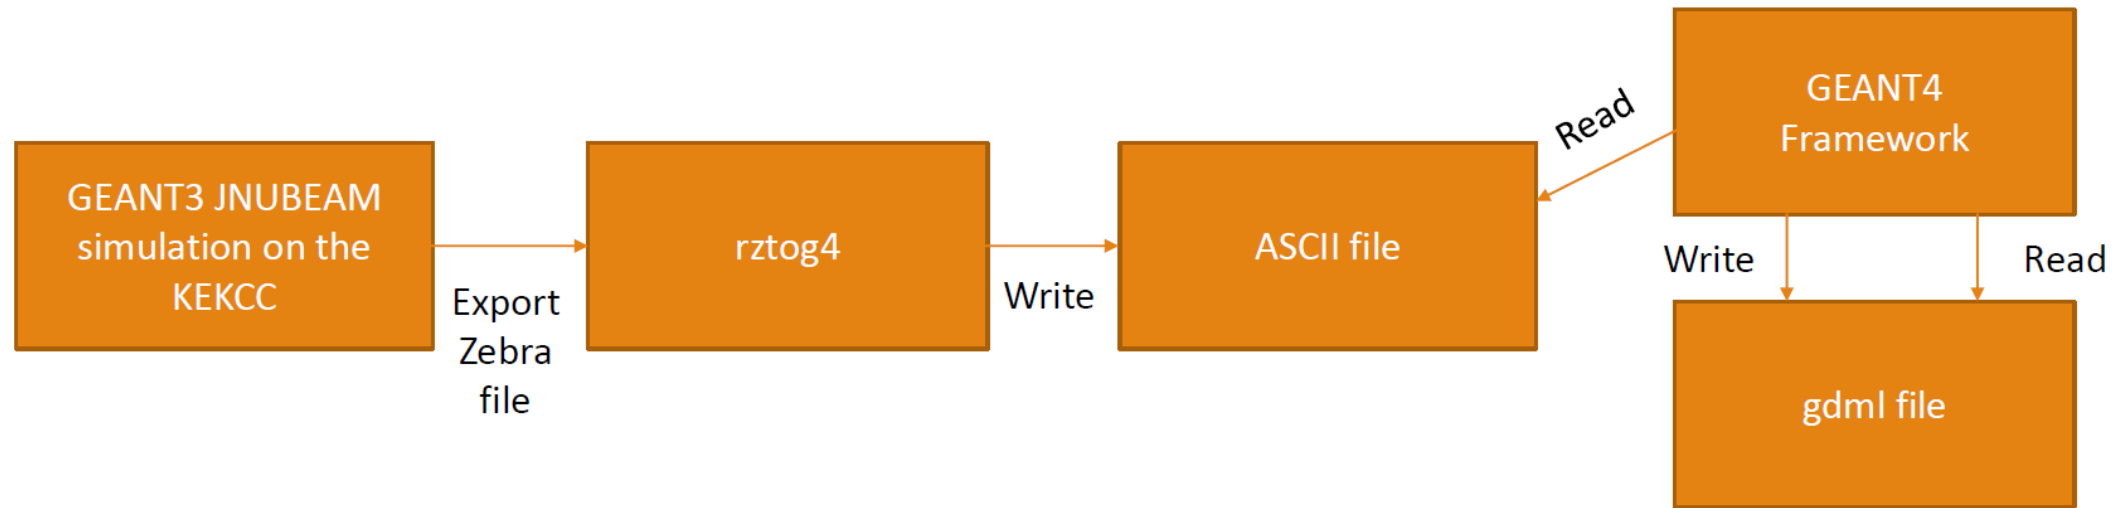 GEANT3 JNUBEAM
simulation on the
KEKCC
Export
Zebra
file
rztog4
Write
ASCII file
Read
GEANT4
Framework
Write
Read
gdml file